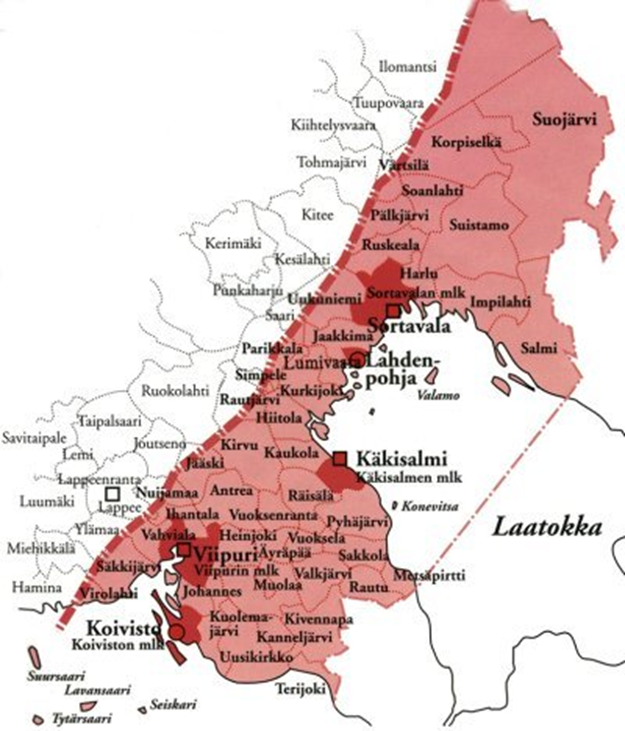 Ilomantsi
Tuupovaara
Suojärvi
Kiihtelysvaara
Korpiselkä
Tohmajärvi
Värtsilä
Soanlahti
Kitee
Pälkjärvi
Suistamo
Kerimäki
Ruskeala
Kesälahti
Harlu
Punkaharju
Uukuniemi
Sortavalan mlk
Impilahti
Saari
Sortavala
Jaakkima
Parikkala
Salmi
Lumivaara
Lahden-
pohja
Simpele
Ruokolahti
Rautjärvi
Kurkijoki
Valamo
Hiitola
Taipalsaari
Savitaipale
Joutseno
Kirvu
Kaukola
Lemi
Jääski
Käkisalmi
Käkisalmen mlk
Lappeenranta
Nuijamaa
Antrea
Räisälä
Luumäki
Lappee
Konevitsa
Ihantala
Vuoksenranta
Pyhäjärvi
Laatokka
Ylämaa
Vahviala
Heinjoki
Vuoksela
Miehikkälä
Viipuri
Äyräpää
Sakkola
Säkkijärvi
Viipurin mlk
Valkjärvi
Metsäpirtti
Hamina
Virolahti
Johannes
Muolaa
Rautu
Koivisto
Kuolema-
järvi
Kivennapa
Koiviston mlk
Kanneljärvi
Uusikirkko
Suursaari
Lavansaari
Terijoki
Tytärsaari
Seiskari